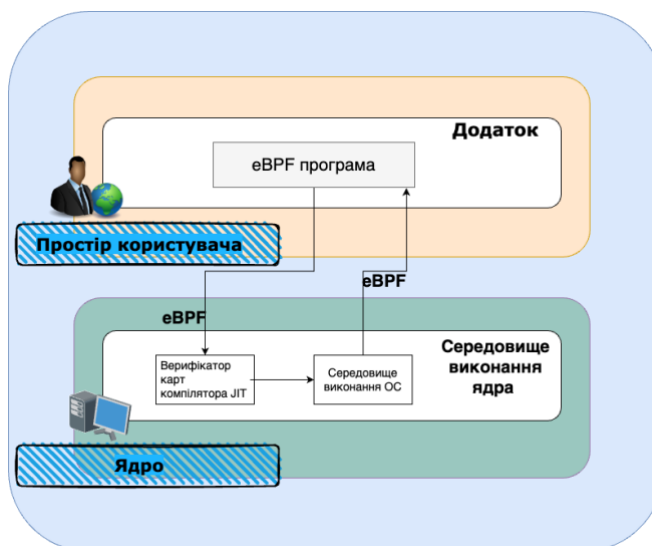 Додаток
eBPF програма
Простір користувача
eBPF
eBPF
Середовище
виконання
ядра
Верифікатор
карт
компілятора JIT
Середовище
виконання ОС
Ядро